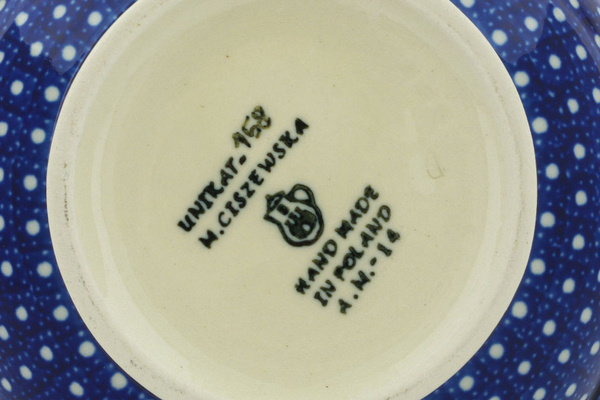 UNIKAT-158
M.CISZEWSKA
HAND MADE
IN POLAND
A.M.-14